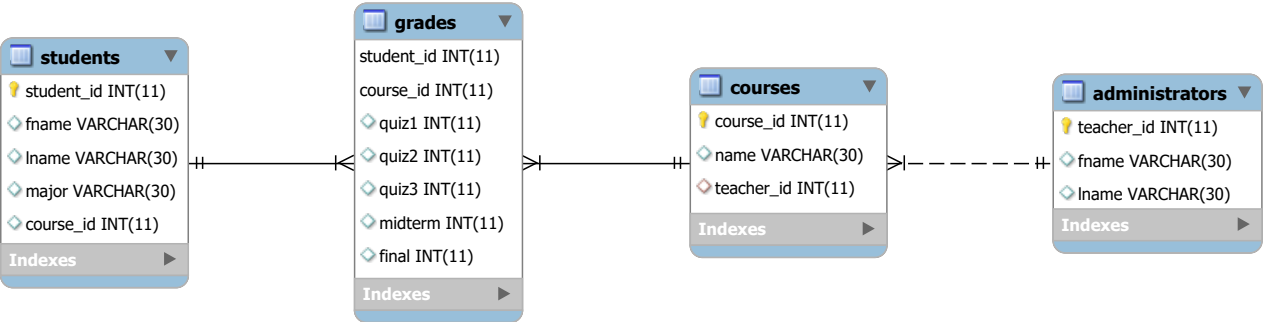 students
student_id INT(11)
fname VARCHAR(30)
lname VARCHAR(30)
major VARCHAR(30)
course_id INT(11)
Indexes
grades
student_id INT(11)
course_id INT(11)
quiz1 INT(11)
quiz2 INT(11)
quiz3 INT(11)
midterm INT(11)
final INT(11)
Indexes
courses
course_id INT(11)
name VARCHAR(30)
teacher_id INT(11)
Indexes
administrators
teacher_id INT(11)
fname VARCHAR(30)
lname VARCHAR(30)
Indexes